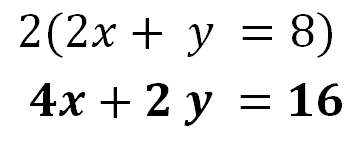 2(2x + y = 8)
4x + 2 y = 16